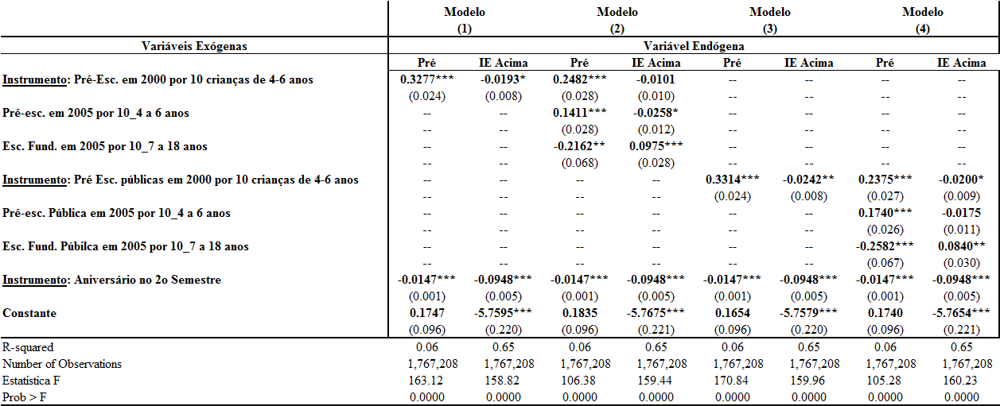 Modelo Modelo Modelo Modelo
(1) (2) (3) (4)
Variáveis Exógenas Variável Endógena
Pré IE Acima Pré IE Acima Pré IE Acima Pré IE Acima
Instrumento: Pré-Esc. em 2000 por 10 crianças de 4-6 anos 0.3277*** -0.0193* 0.2482*** -0.0101 -- -- -- --
(0.024) (0.008) (0.028) (0.010) -- -- -- --
Pré-esc. em 2005 por 10_4 a 6 anos -- -- 0.1411*** -0.0258* -- -- -- --
-- -- (0.028) (0.012) -- -- -- --
Esc. Fund. em 2005 por 10_7 a 18 anos -- -- -0.2162** 0.0975*** -- -- -- --
-- -- (0.068) (0.028) -- -- -- --
Instrumento: Pré Esc. públicas em 2000 por 10 crianças de 4-6 anos -- -- -- -- 0.3314*** -0.0242** 0.2375*** -0.0200*
-- -- -- -- (0.024) (0.008) (0.027) (0.009)
Pré-esc. Pública em 2005 por 10_4 a 6 anos -- -- -- -- -- -- 0.1740*** -0.0175
-- -- -- -- -- -- (0.026) (0.011)
Esc. Fund. Púbilca em 2005 por 10_7 a 18 anos -- -- -- -- -- -- -0.2582*** 0.0840**
-- -- -- -- -- -- (0.067) (0.030)
Instrumento: Aniversário no 2o Semestre -0.0147*** -0.0948*** -0.0147*** -0.0948*** -0.0147*** -0.0948*** -0.0147*** -0.0948***
(0.001) (0.005) (0.001) (0.005) (0.001) (0.005) (0.001) (0.005)
Constante 0.1747 -5.7595*** 0.1835 -5.7675*** 0.1654 -5.7579*** 0.1740 -5.7654***
(0.096) (0.220) (0.096) (0.221) (0.096) (0.220) (0.096) (0.221)
R-squared 0.06 0.65 0.06 0.65 0.06 0.65 0.06 0.65
Number of Observations 1,767,208 1,767,208 1,767,208 1,767,208 1,767,208 1,767,208 1,767,208 1,767,208
Estatística F 163.12 158.82 106.38 159.44 170.84 159.96 105.28 160.23
Prob > F 0.0000 0.0000 0.0000 0.0000 0.0000 0.0000 0.0000 0.0000